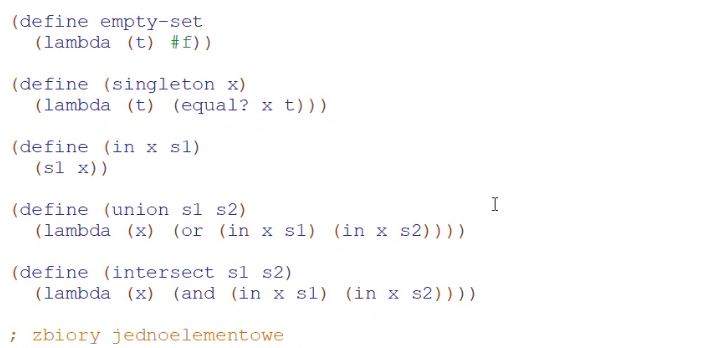 (define empty-set
(lambda (t) #f))
(define (singleton x)
(lambda (t) (equal? x t)))
(define (in x s1)
(s1 x))
(define (union s1 s2)
(lambda (x) (or (in x s1) (in x s2))))
(define (intersect s1 s2)
(lambda (x) (and (in x s1) (in x s2))))
; zbiory jednoelementowe